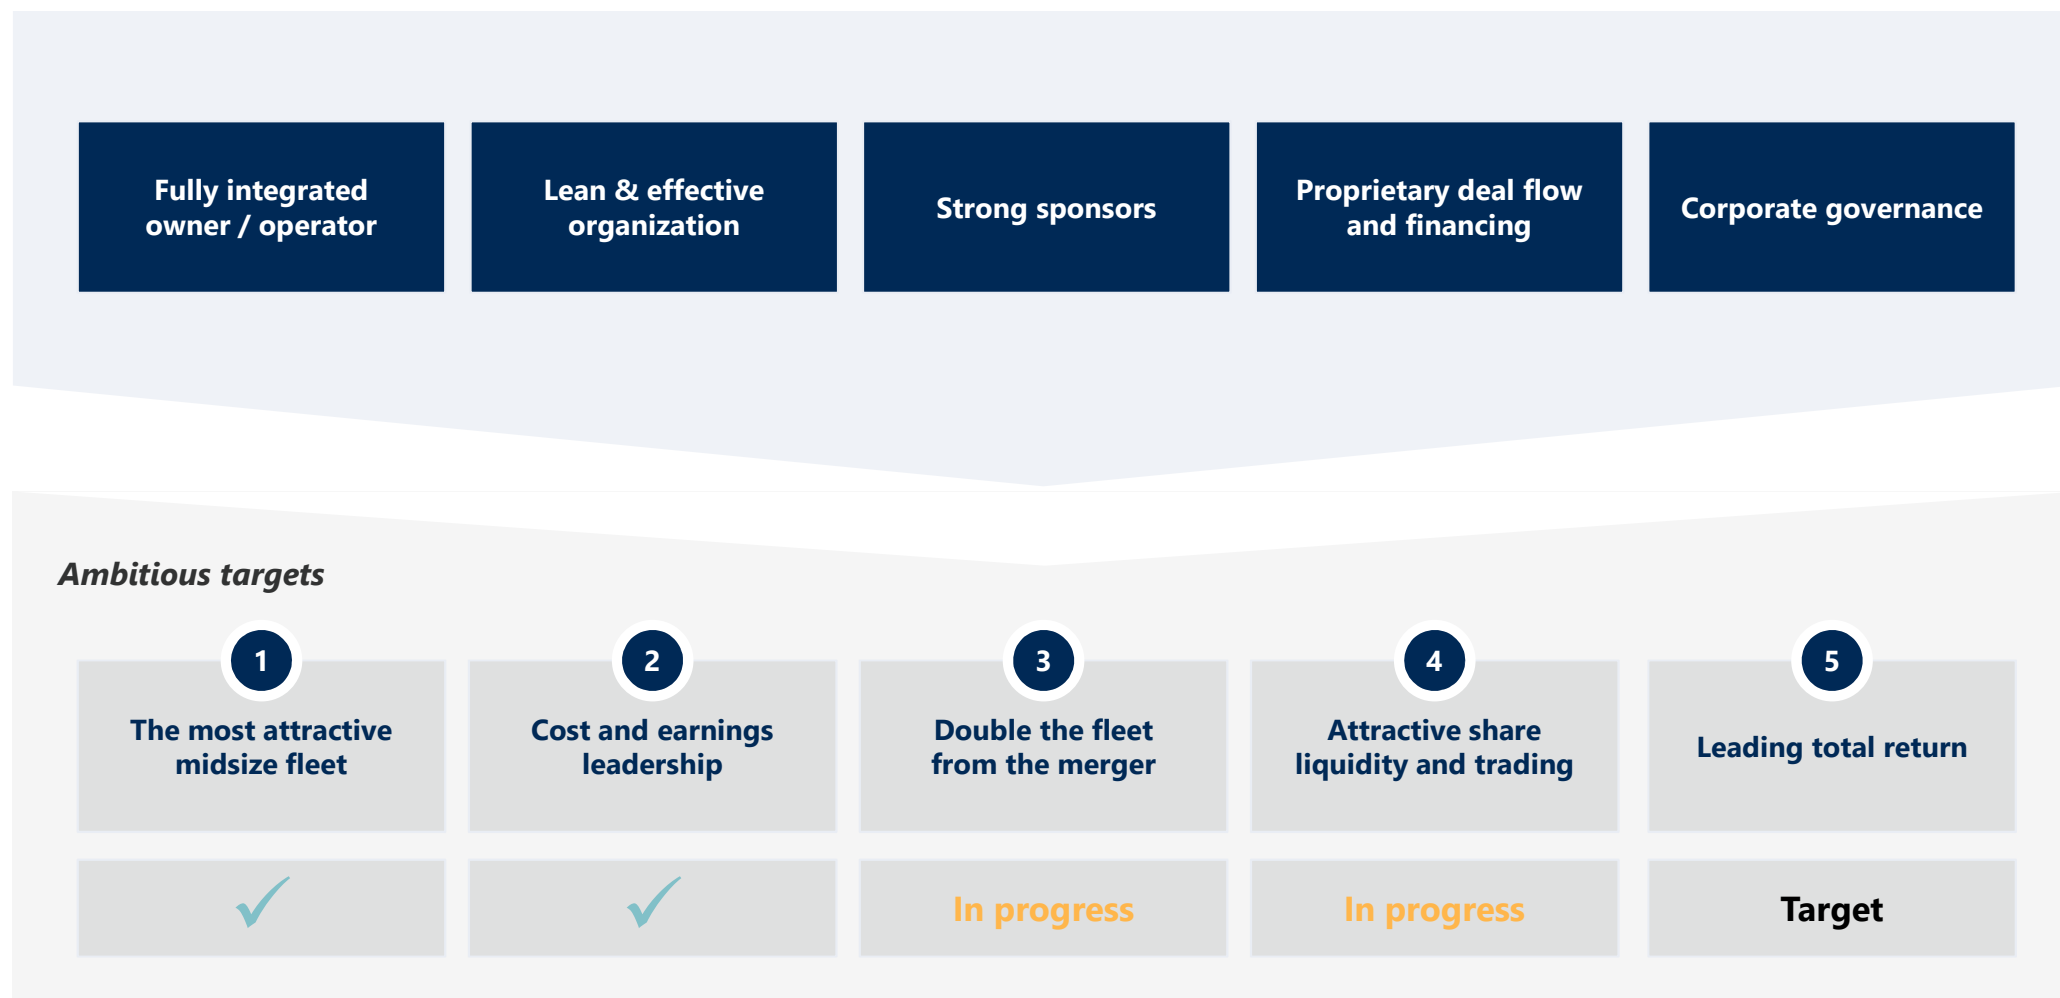 Fully integrated
owner / operator
Lean & effective
organization
Strong sponsors
Proprietary deal flow
and financing
Corporate governance
Ambitious targets
1
The most attractive
midsize fleet
2
Cost and earnings
leadership
3
Double the fleet
from the merger
4
Attractive share
liquidity and trading
5
Leading total return
In progress
In progress
Target